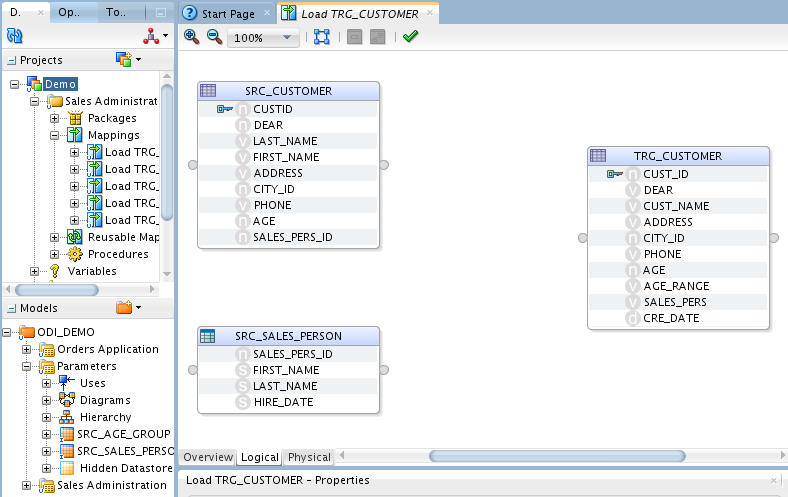 D.
Op..
To..
Projects
Demo
Sales Administrat
Packages
Mappings
Load TRG_
Load TRG_
Load TRG_
Load TRG_
Load TRG_
Reusable Map
Procedures
Variables
Models
ODI_DEMO
Orders Application
Parameters
Uses
Diagrams
Hierarchy
SRC_AGE_GROUP
SRC_SALES_PERSO
Hidden Datastore
Sales Administration
Start Page
Load TRG_CUSTOMER
100%
SRC_CUSTOMER
n CUSTID
n DEAR
v LAST_NAME
v FIRST_NAME
v ADDRESS
n CITY_ID
v PHONE
n AGE
n SALES_PERS_ID
SRC_SALES_PERSON
n SALES_PERS_ID
S FIRST_NAME
S LAST_NAME
S HIRE_DATE
TRG_CUSTOMER
n CUST_ID
v DEAR
v CUST_NAME
v ADDRESS
n CITY_ID
v PHONE
n AGE
v AGE_RANGE
v SALES_PERS
d CRE_DATE
Overview Logical Physical
Load TRG_CUSTOMER - Properties